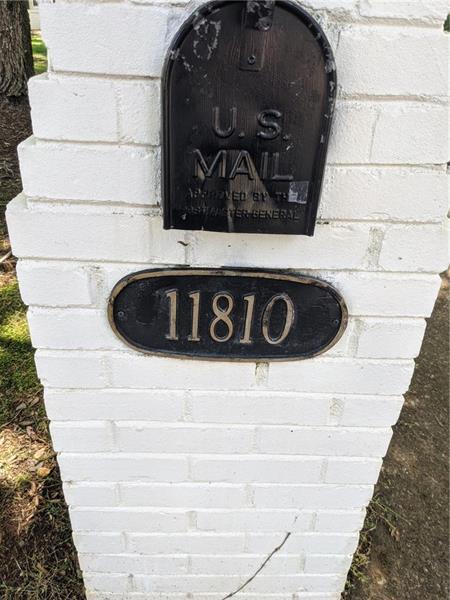 U.S.
MAIL
APPROVED BY THE
POSTMASTER GENERAL
11810